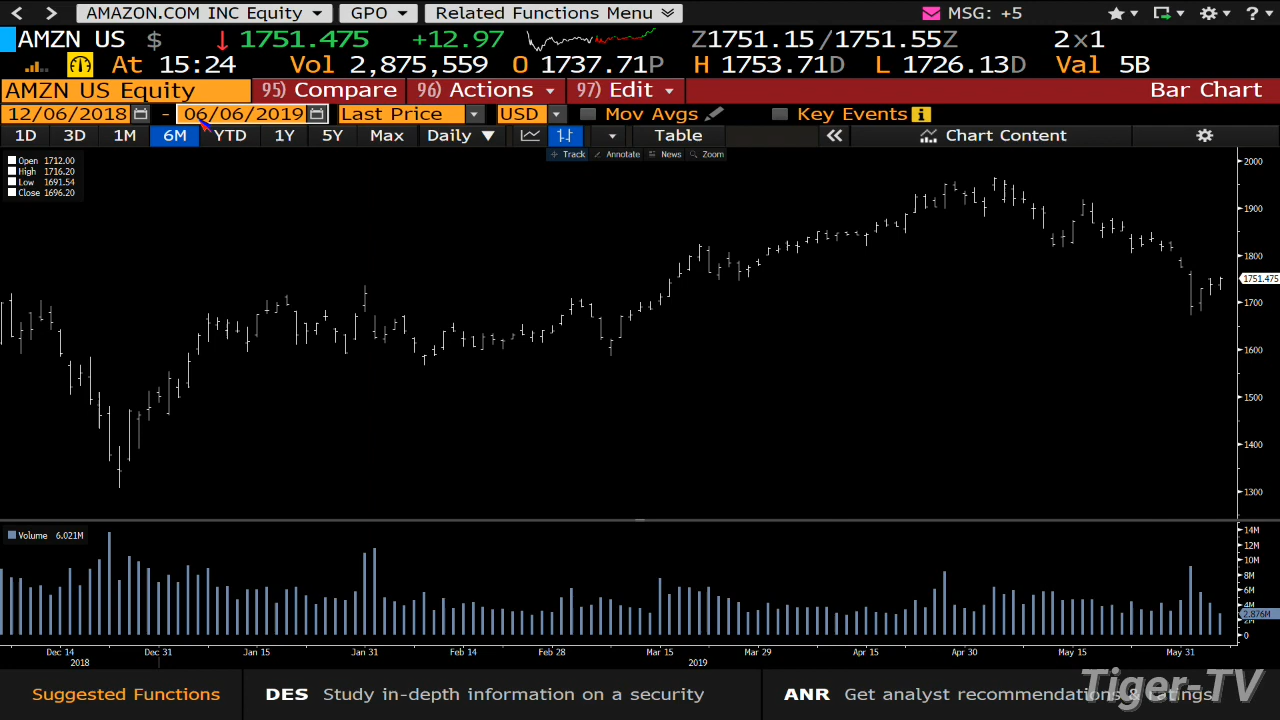 < > AMAZON.COM INC Equity GPO Related Functions Menu MSG: +5 ?
AMZN US $ ↓ 1751.475 +12.97 Z1751.15/1751.55Z 2×1
At 15:24 Vol 2,875,559 O 1737.71P H 1753.71D L 1726.13D Val 5B
AMZN US Equity 95) Compare 96) Actions 97) Edit Bar Chart
12/06/2018 - 06/06/2019 Last Price USD Mov Avgs Key Events i
1D 3D 1M 6M YTD 1Y 5Y Max Daily ▼ Table « Chart Content
Track Annotate News Zoom
Open 1712.00
High 1716.20
Low 1691.54
Close 1696.20
2000
1900
1800
1751.475
1700
1600
1500
1400
1300
Volume 6.021M
14M
12M
10M
8M
6M
4M
2.876M
2M
0
Dec 14 Dec 31 Jan 15 Jan 31 Feb 14 Feb 28 Mar 15 Mar 29 Apr 15 Apr 30 May 15 May 31
2018 2019
Suggested Functions DES Study in-depth information on a security ANR Get analyst recommendations & ratings
Tiger-TV